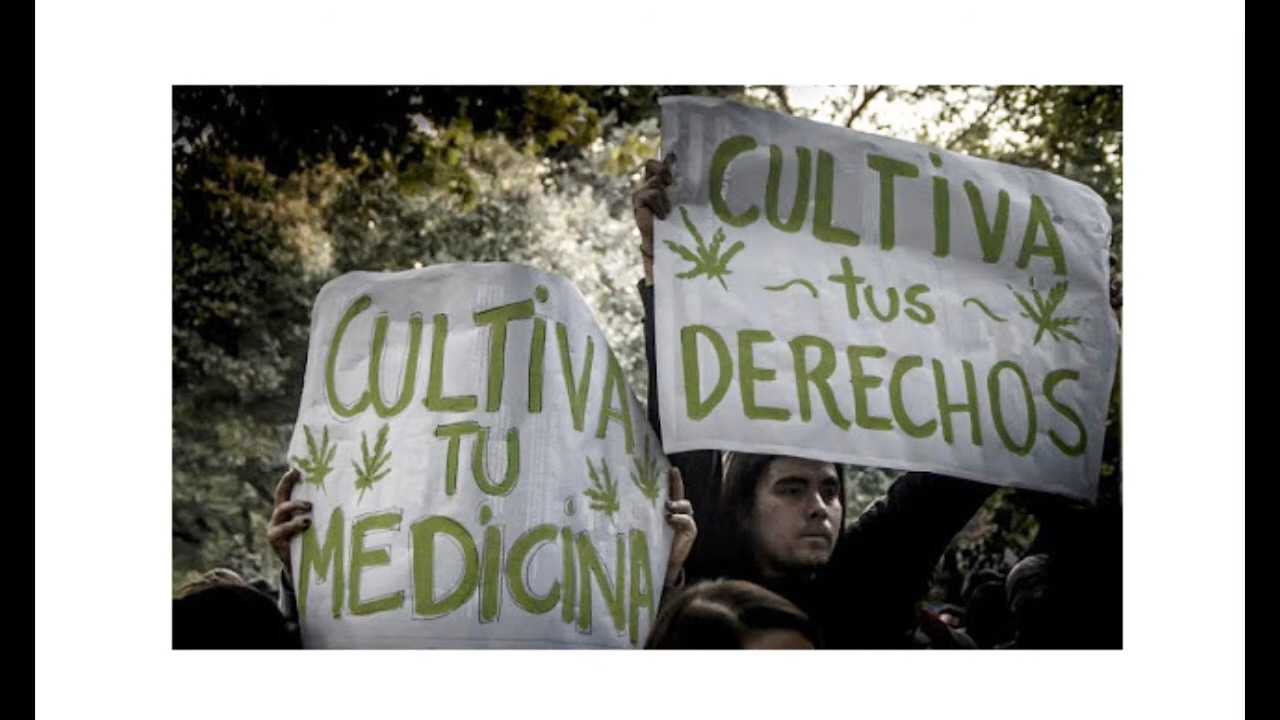 CULTiVA
TU
MEDiCiNA
CULTiVA
~ tus ~
DERECHOS